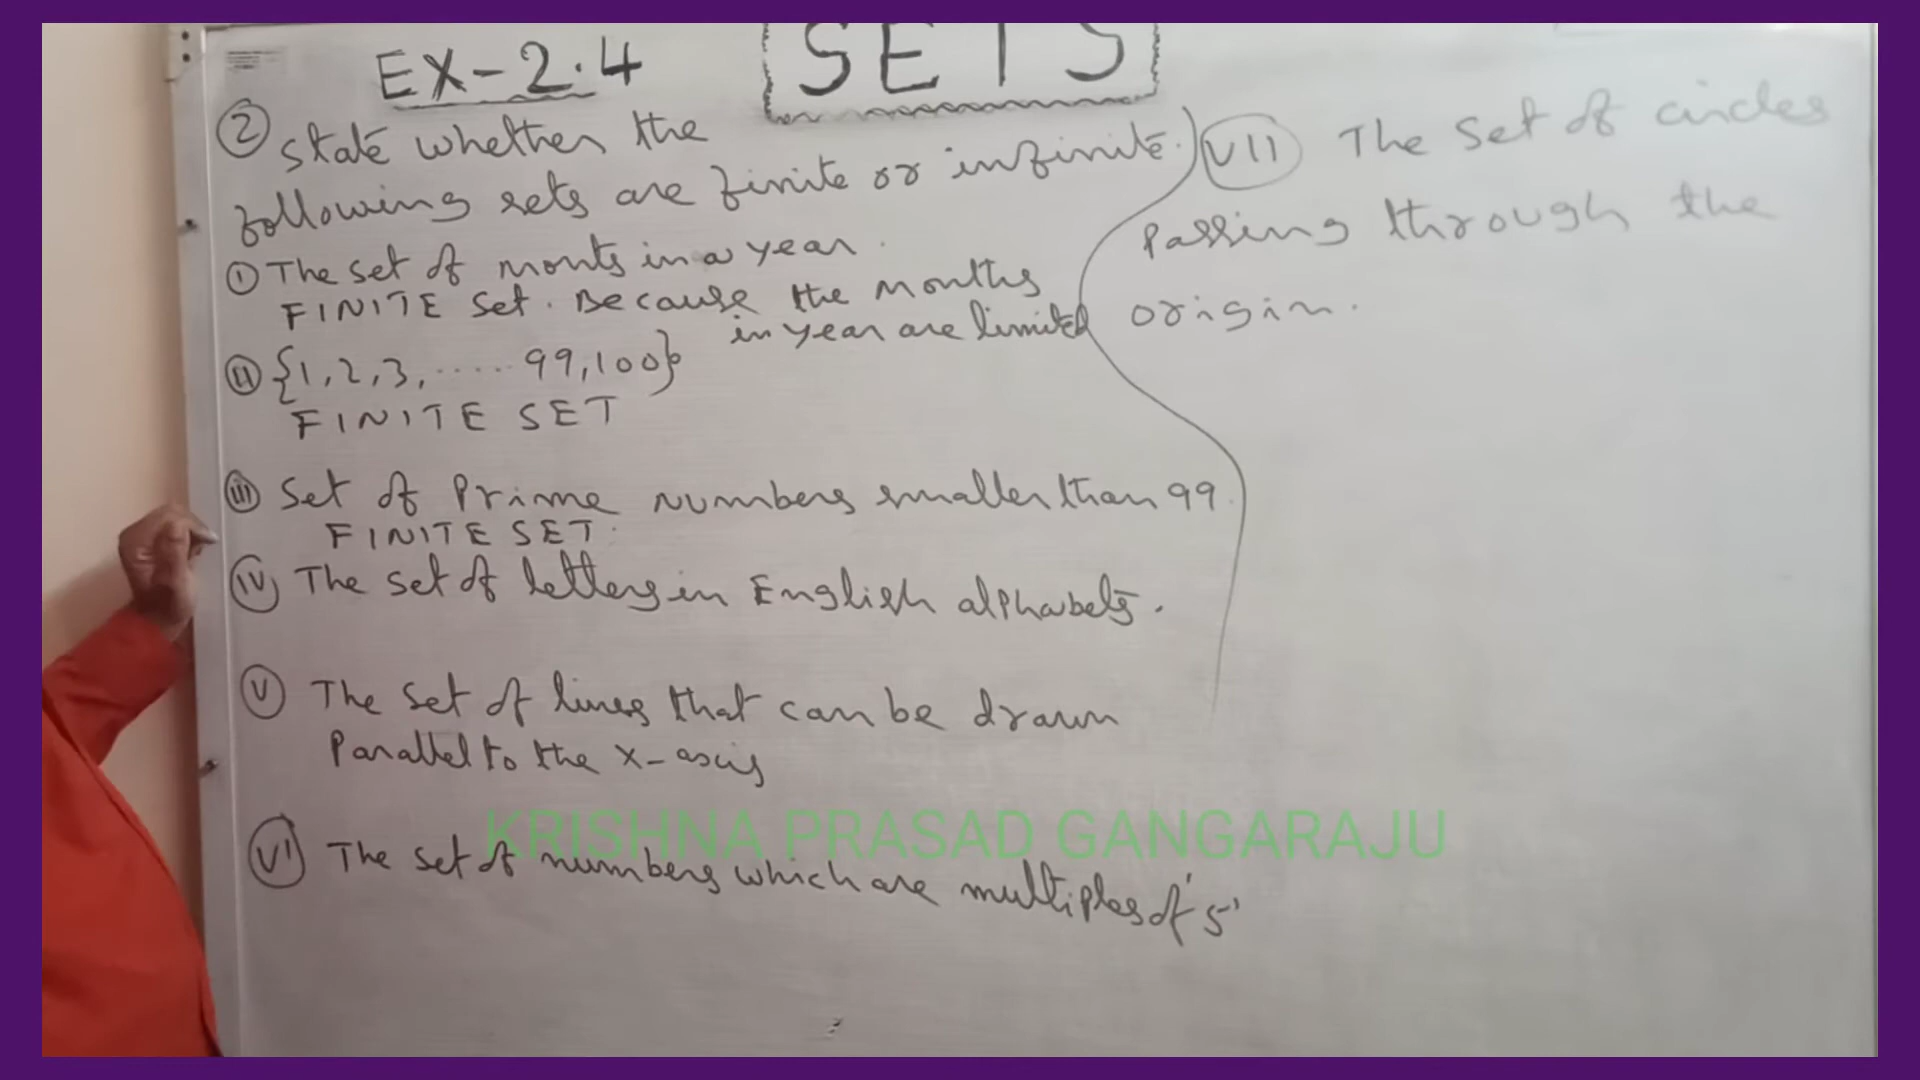 EX-2.4
SETS
② state whether the
following sets are finite or infinite.
① The set of monts in a year.
FINITE Set. Because the months
in year are limited
ⓘⓘ {1,2,3,.....99,100}
FINITE SET
ⓘⓘⓘ Set of Prime numbers smaller than 99
FINITE SET.
IV The set of letters in English alphabets.
V The set of lines that can be drawn
Parallel to the x-axis
VI The set of numbers which are multiples of '5'
VII The set of circles
passing through the
origin.
KRISHNA PRASAD GANGARAJU